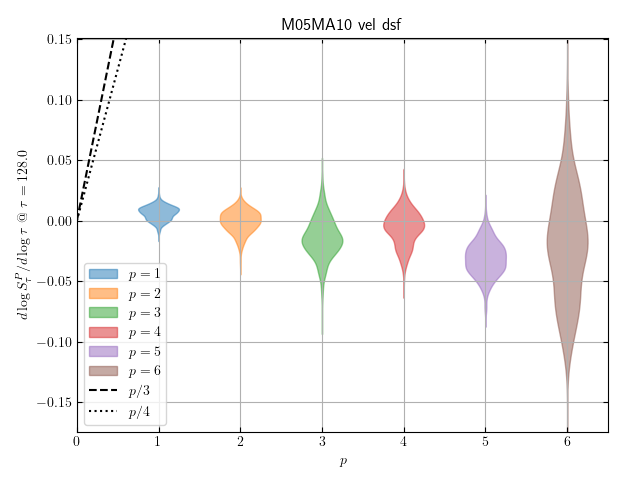 M05MA10 vel dsf
d log S_τ^P / d log τ @ τ = 128.0
0.15
0.10
0.05
0.00
−0.05
−0.10
−0.15
p = 1
p = 2
p = 3
p = 4
p = 5
p = 6
p/3
p/4
0 1 2 3 4 5 6
p